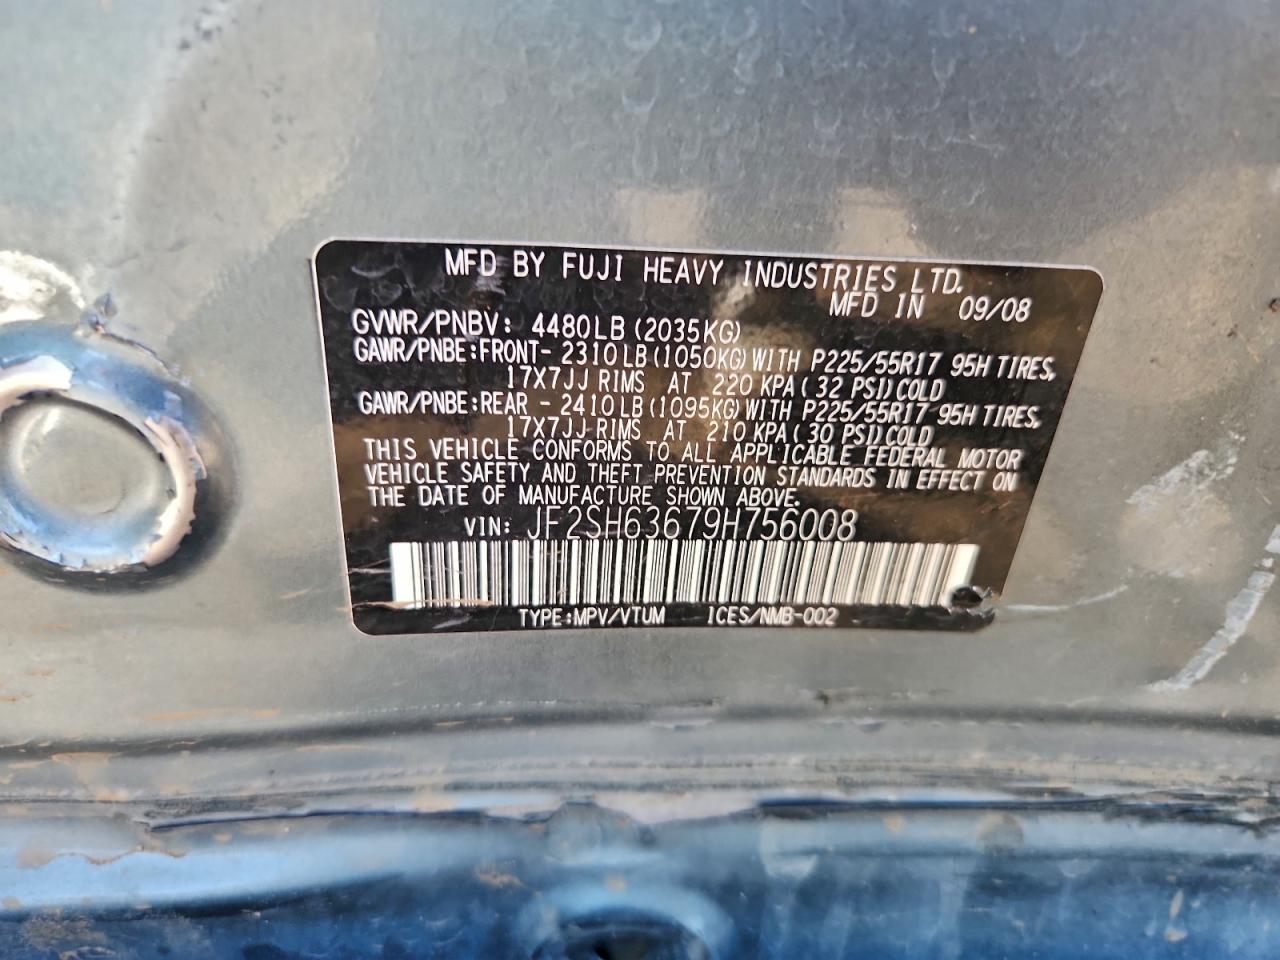 MFD BY FUJI HEAVY INDUSTRIES LTD.
MFD IN 09/08
GVWR/PNBV: 4480LB(2035KG)
GAWR/PNBE:FRONT- 2310LB(1050KG)WITH P225/55R17 95H TIRES,
17X7JJ RIMS AT 220 KPA(32 PSI)COLD
GAWR/PNBE:REAR - 2410LB(1095KG)WITH P225/55R17 95H TIRES,
17X7JJ-RIMS AT 210 KPA(30 PSI)COLD
THIS VEHICLE CONFORMS TO ALL APPLICABLE FEDERAL MOTOR
VEHICLE SAFETY AND THEFT PREVENTION STANDARDS IN EFFECT ON
THE DATE OF MANUFACTURE SHOWN ABOVE.
VIN: JF2SH63679H756008
TYPE:MPV/VTUM ICES/NMB-002